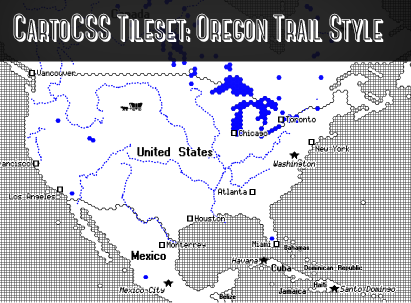 CartoCSS Tileset: Oregon Trail Style
Vancouver
Toronto
Chicago
New York
United States
Washington
ancisco
Los Angeles
Atlanta
Houston
Mexico
Monterrey
Miami
Bahamas
Havana
Cuba
Dominican Republic
Mexico City
Haiti
Jamaica
Santo Domingo
Belize